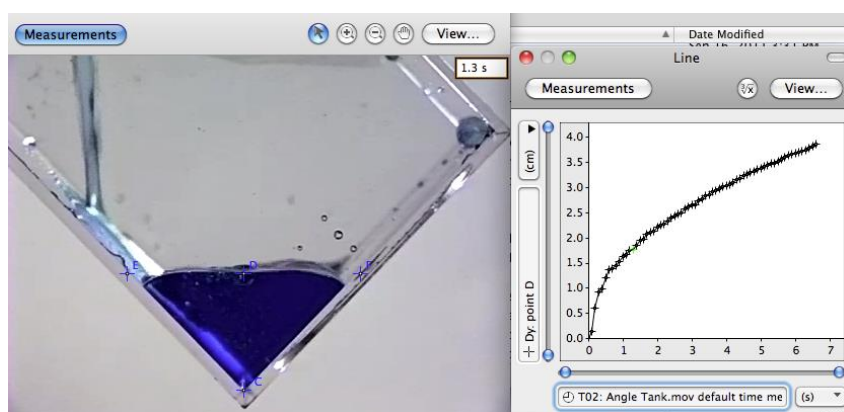 Measurements
View...
1.3 s
E
D
F
C
Date Modified
Line
Measurements
∛x
View...
(cm)
Dy. point D
4.0
3.5
3.0
2.5
2.0
1.5
1.0
0.5
0.0
0 1 2 3 4 5 6 7
T02: Angle Tank.mov default time me
(s)